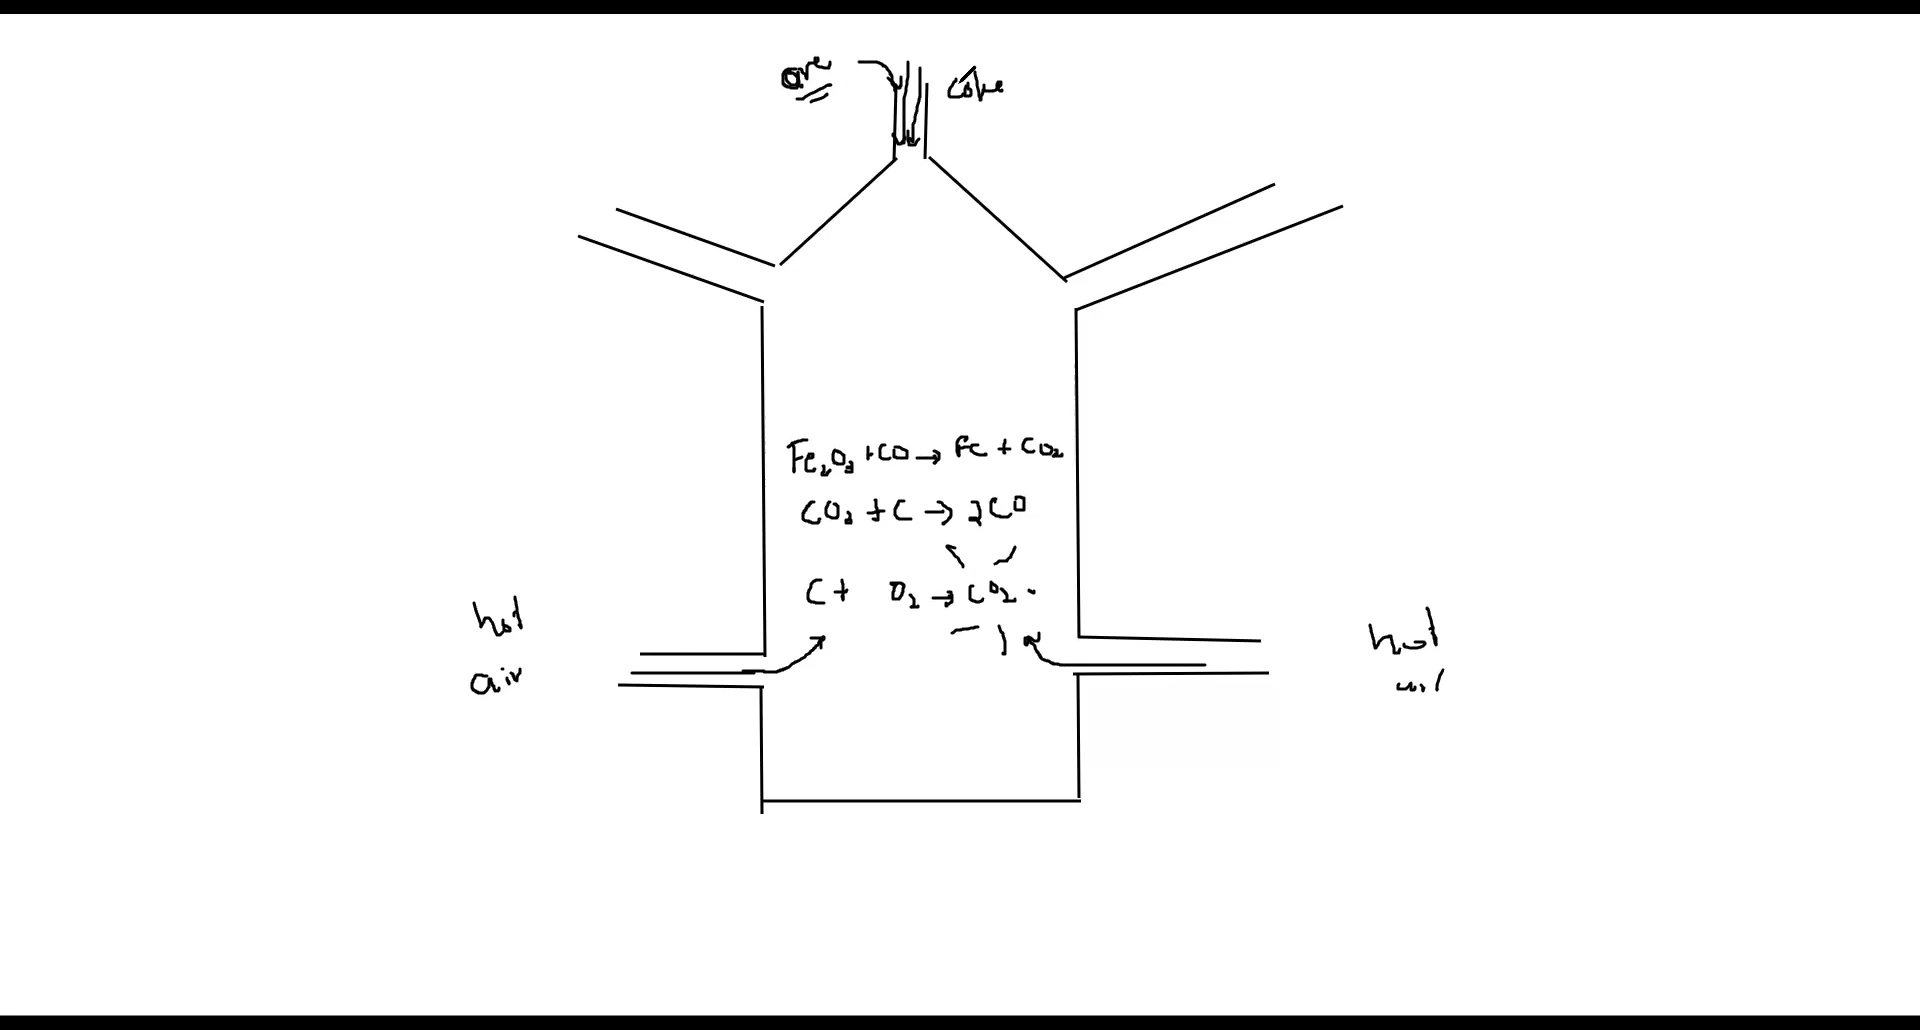 ore
coke
Fe₂O₃ + CO → Fe + CO₂
CO₂ + C → 2CO
C + O₂ → CO₂
hot
air
hot